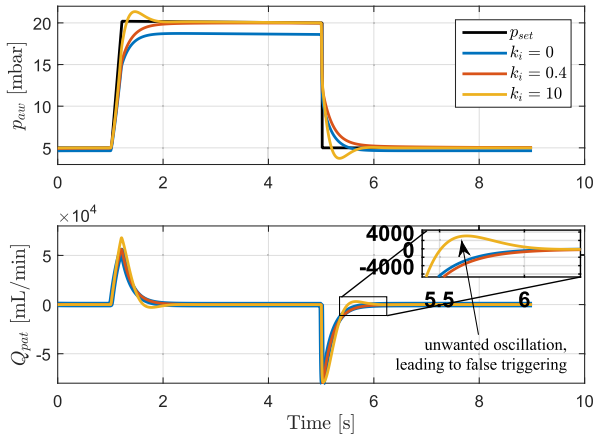 20
15
10
5
p_aw [mbar]
p_set
k_i = 0
k_i = 0.4
k_i = 10
0 2 4 6 8 10
×10^4
5
0
-5
Q_pat [mL/min]
4000
0
-4000
5.5 6
unwanted oscillation,
leading to false triggering
0 2 4 6 8 10
Time [s]